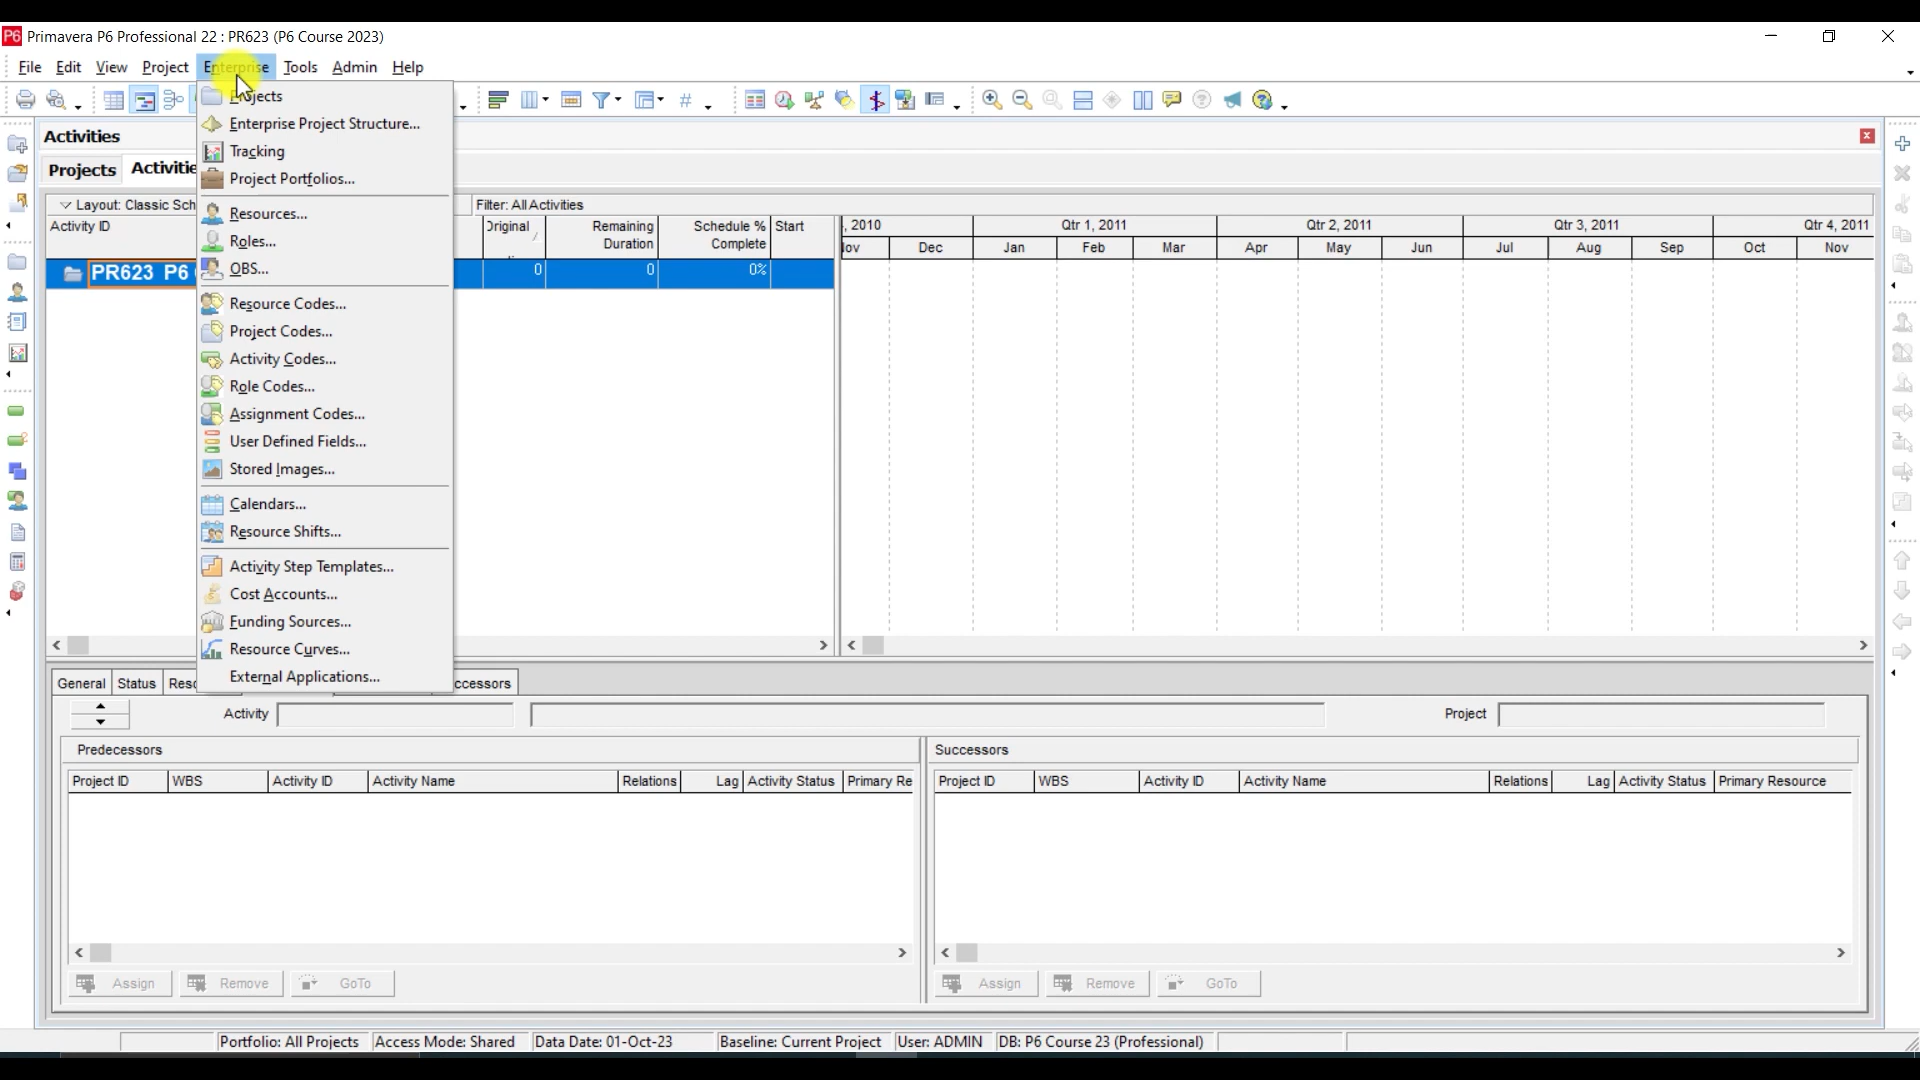 P6 Primavera P6 Professional 22 : PR623 (P6 Course 2023)
File Edit View Project Enterprise Tools Admin Help
Activities
Projects
Layout: Classic Filter: All Activities
Activity ID Remaining Duration Schedule % Complete Start
PR623 P6 0 0 0%
, 2010 Qtr 1, 2011 Qtr 2, 2011 Qtr 3, 2011 Qtr 4, 2011
Dec Jan Feb Mar Apr May Jun Jul Aug Sep Oct Nov
Projects
Enterprise Project Structure...
Tracking
Project Portfolios...
Resources...
Roles...
OBS...
Resource Codes...
Project Codes...
Activity Codes...
Role Codes...
Assignment Codes...
User Defined Fields...
Stored Images...
Calendars...
Resource Shifts...
Activity Step Templates...
Cost Accounts...
Funding Sources...
Resource Curves...
External Applications...
General Status
Activity Project
Predecessors Successors
Project ID WBS Activity ID Activity Name Relations Lag Activity Status Primary Re
Project ID WBS Activity ID Activity Name Relations Lag Activity Status Primary Resource
Assign Remove GoTo Assign Remove GoTo
Portfolio: All Projects Access Mode: Shared Data Date: 01-Oct-23 Baseline: Current Project User: ADMIN DB: P6 Course 23 (Professional)